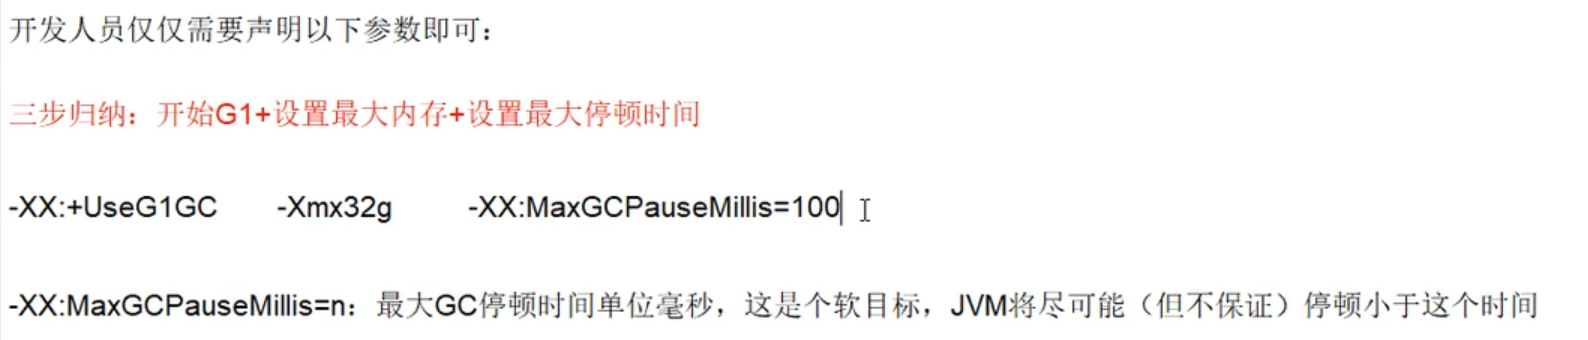 开发人员仅仅需要声明以下参数即可：
三步归纳：开始G1+设置最大内存+设置最大停顿时间
-XX:+UseG1GC -Xmx32g -XX:MaxGCPauseMillis=100
-XX:MaxGCPauseMillis=n：最大GC停顿时间单位毫秒，这是个软目标，JVM将尽可能（但不保证）停顿小于这个时间